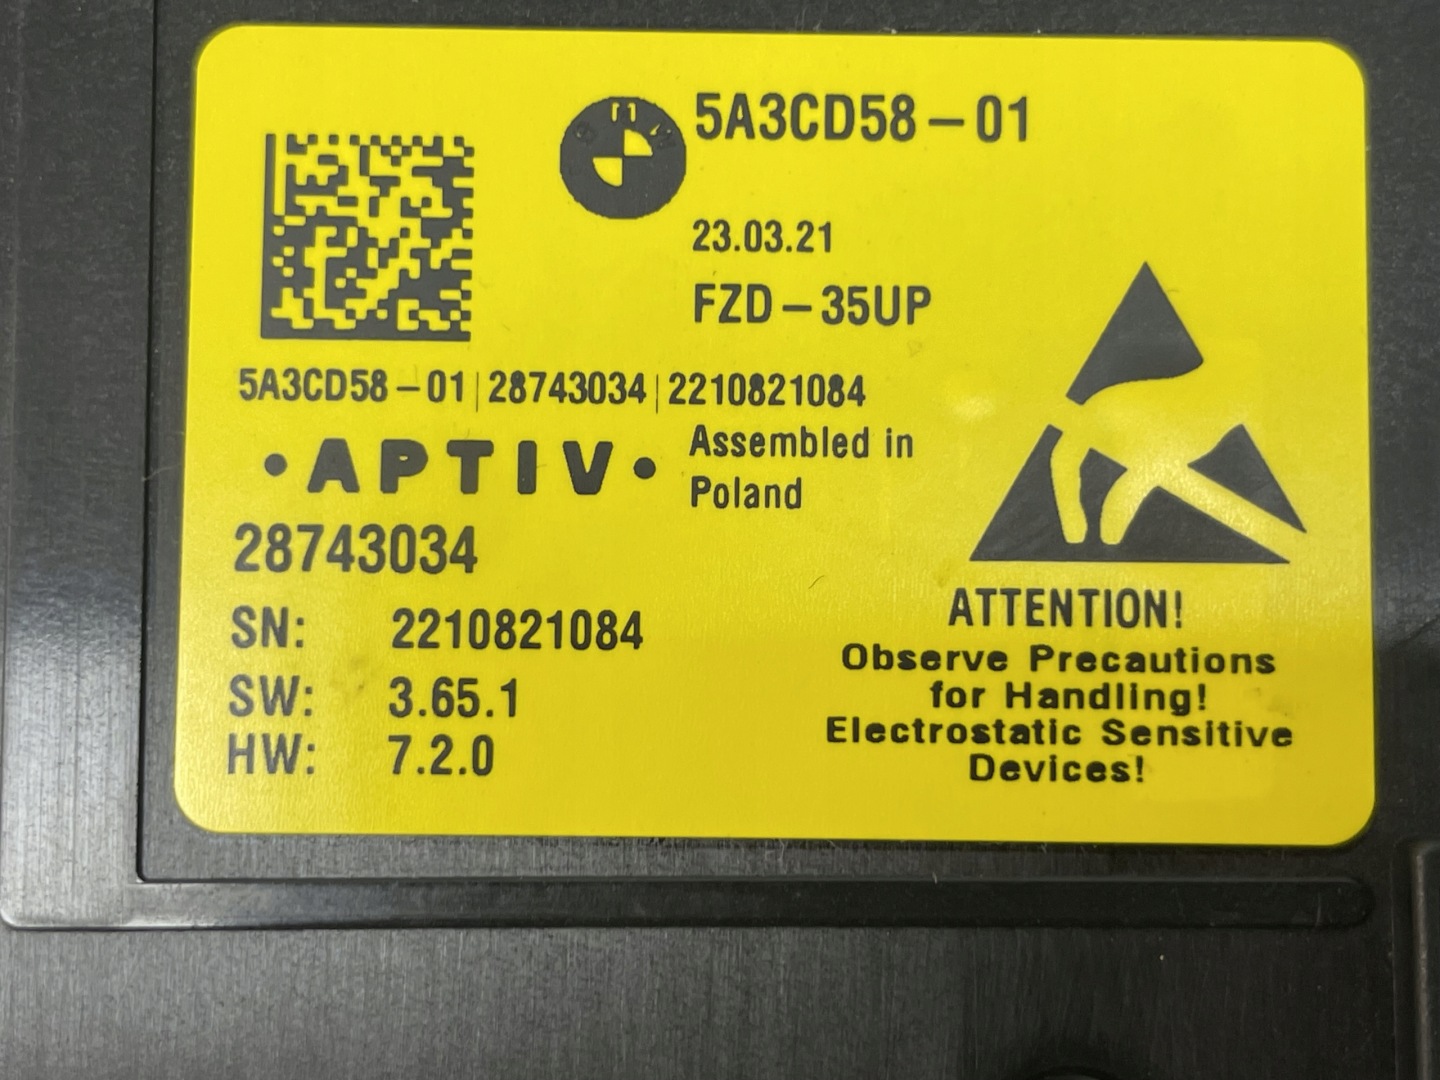 5A3CD58-01
23.03.21
FZD-35UP
5A3CD58-01|28743034|2210821084
• APTIV •
Assembled in
Poland
28743034
SN: 2210821084
SW: 3.65.1
HW: 7.2.0
ATTENTION!
Observe Precautions
for Handling!
Electrostatic Sensitive
Devices!